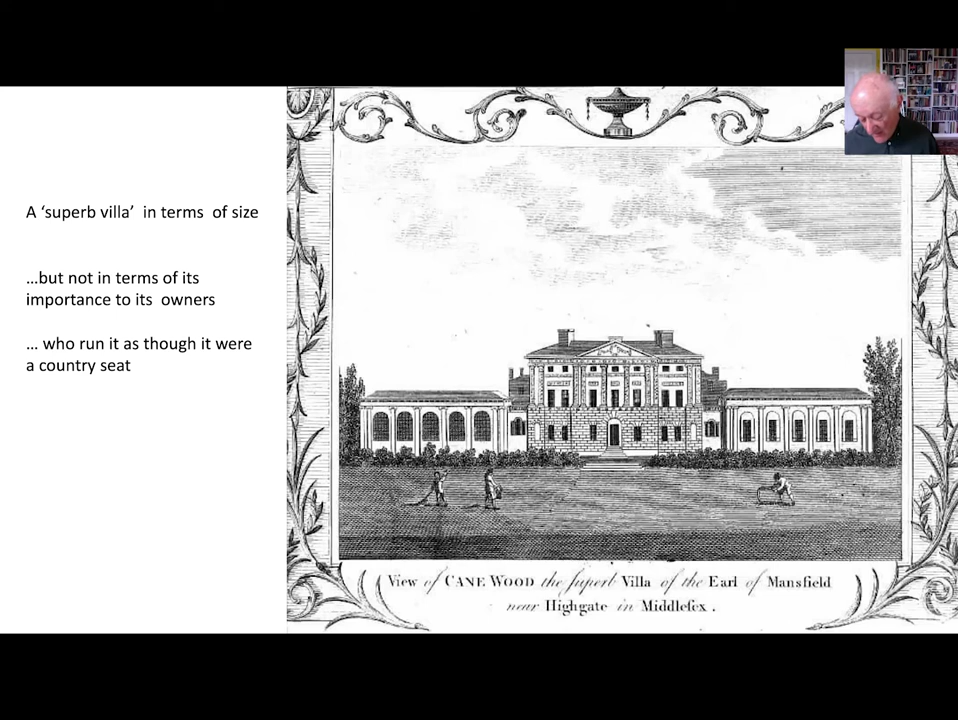 A ‘superb villa’ in terms of size
…but not in terms of its
importance to its owners
… who run it as though it were
a country seat
View of CANE WOOD the ſuperb Villa of the Earl of Mansfield
near Highgate in Middleſex.